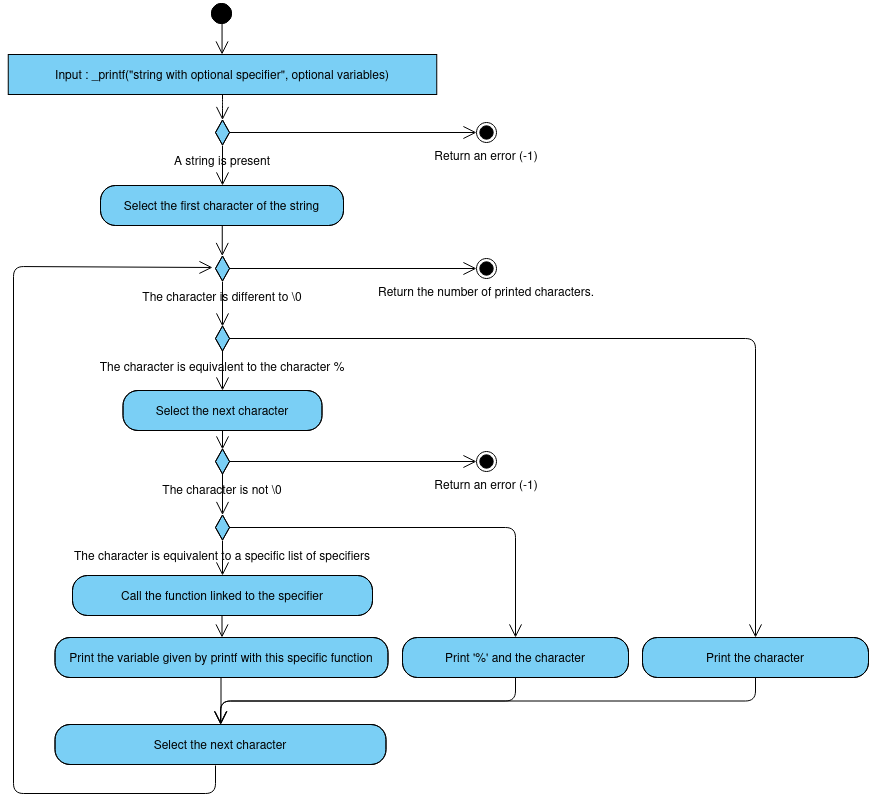 Input : _printf("string with optional specifier", optional variables)
A string is present
Return an error (-1)
Select the first character of the string
The character is different to \0
Return the number of printed characters.
The character is equivalent to the character %
Select the next character
The character is not \0
Return an error (-1)
The character is equivalent to a specific list of specifiers
Call the function linked to the specifier
Print the variable given by printf with this specific function
Print '%' and the character
Print the character
Select the next character